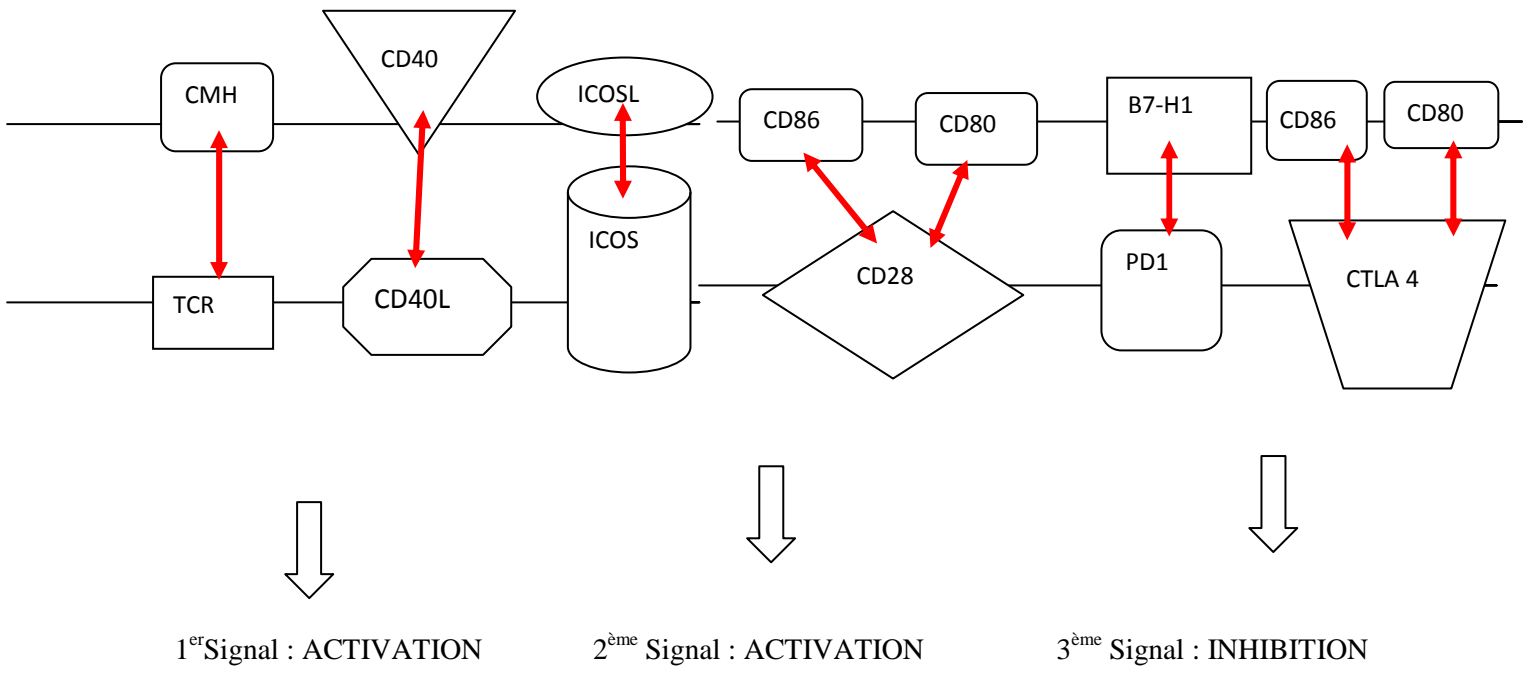 CD40
CMH
ICOSL
CD86
CD80
B7-H1
CD86
CD80
TCR
CD40L
ICOS
CD28
PD1
CTLA 4
1erSignal : ACTIVATION
2ème Signal : ACTIVATION
3ème Signal : INHIBITION